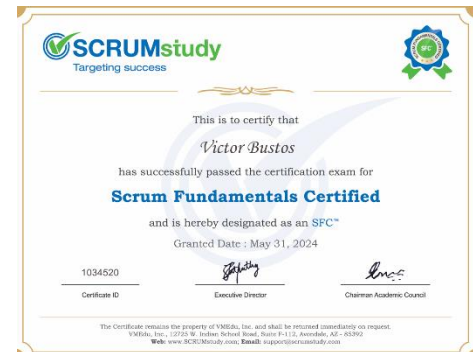 SCRUMstudy
Targeting success
SFC
This is to certify that
Victor Bustos
has successfully passed the certification exam for
Scrum Fundamentals Certified
and is hereby designated as an SFC™
Granted Date : May 31, 2024
1034520
Certificate ID
Executive Director
Chairman Academic Council
The Certificate remains the property of VMEdu, Inc. and shall be returned immediately on request.
VMEdu, Inc., 12725 W. Indian School Road, Suite F-112, Avondale, AZ - 85392
Web: www.SCRUMstudy.com; Email: support@scrumstudy.com